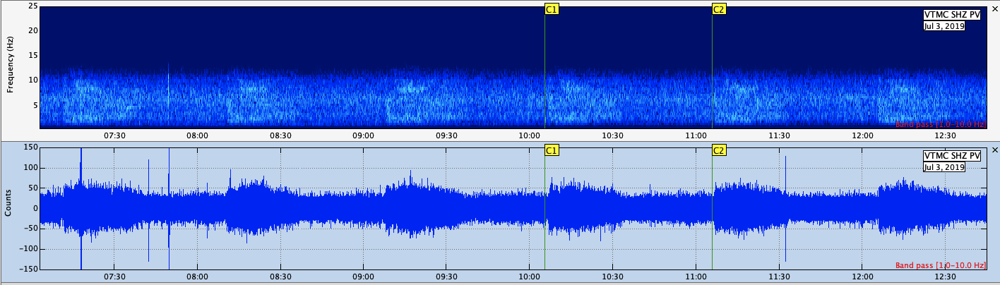 25
C1
C2
VTMC SHZ PV
×
Jul 3, 2019
20
15
10
5
Frequency (Hz)
Band pass [1.0-10.0 Hz]
07:30 08:00 08:30 09:00 09:30 10:00 10:30 11:00 11:30 12:00 12:30
150
C1
C2
VTMC SHZ PV
×
Jul 3, 2019
100
50
0
-50
-100
-150
Counts
Band pass [1.0-10.0 Hz]
07:30 08:00 08:30 09:00 09:30 10:00 10:30 11:00 11:30 12:00 12:30